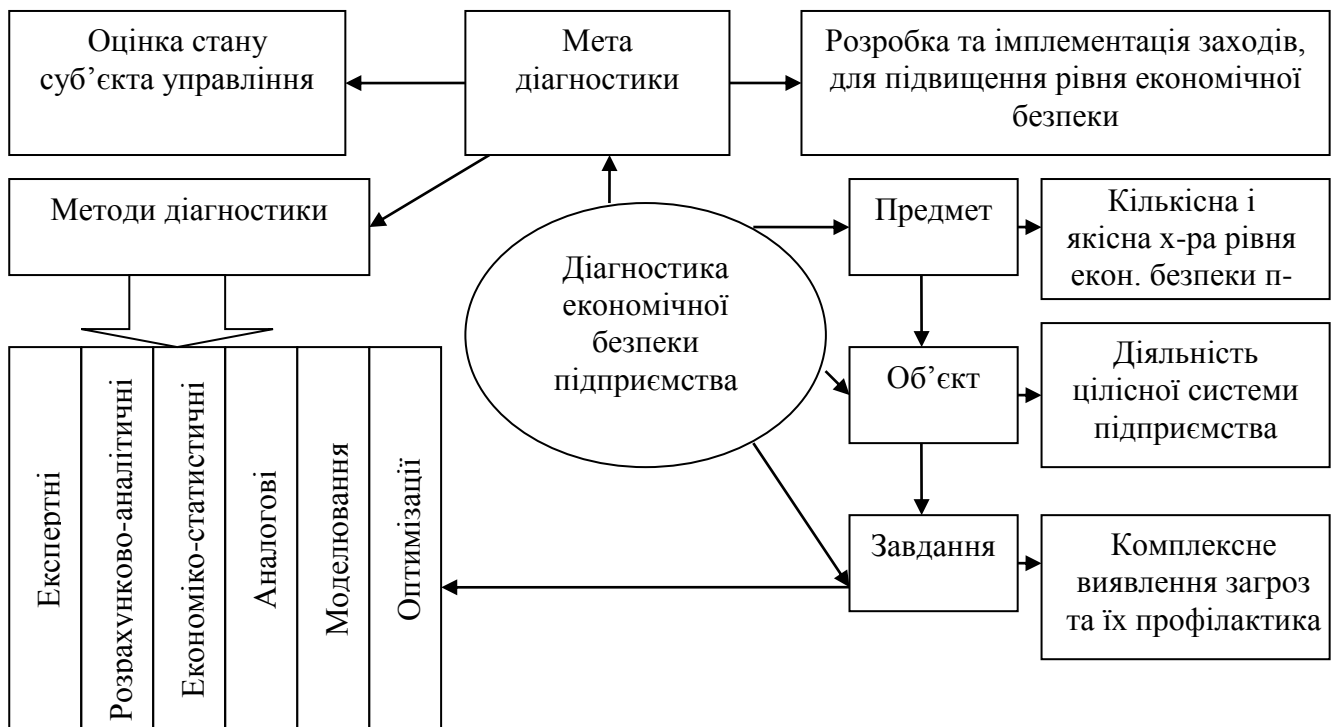 Оцінка стану
суб’єкта управління
Мета
діагностики
Розробка та імплементація заходів,
для підвищення рівня економічної
безпеки
Методи діагностики
Предмет
Кількісна і
якісна х-ра рівня
екон. безпеки п-
Діагностика
економічної
безпеки
підприємства
Об’єкт
Діяльність
цілісної системи
підприємства
Завдання
Комплексне
виявлення загроз
та їх профілактика
Експертні
Розрахунково-аналітичні
Економіко-статистичні
Аналогові
Моделювання
Оптимізації